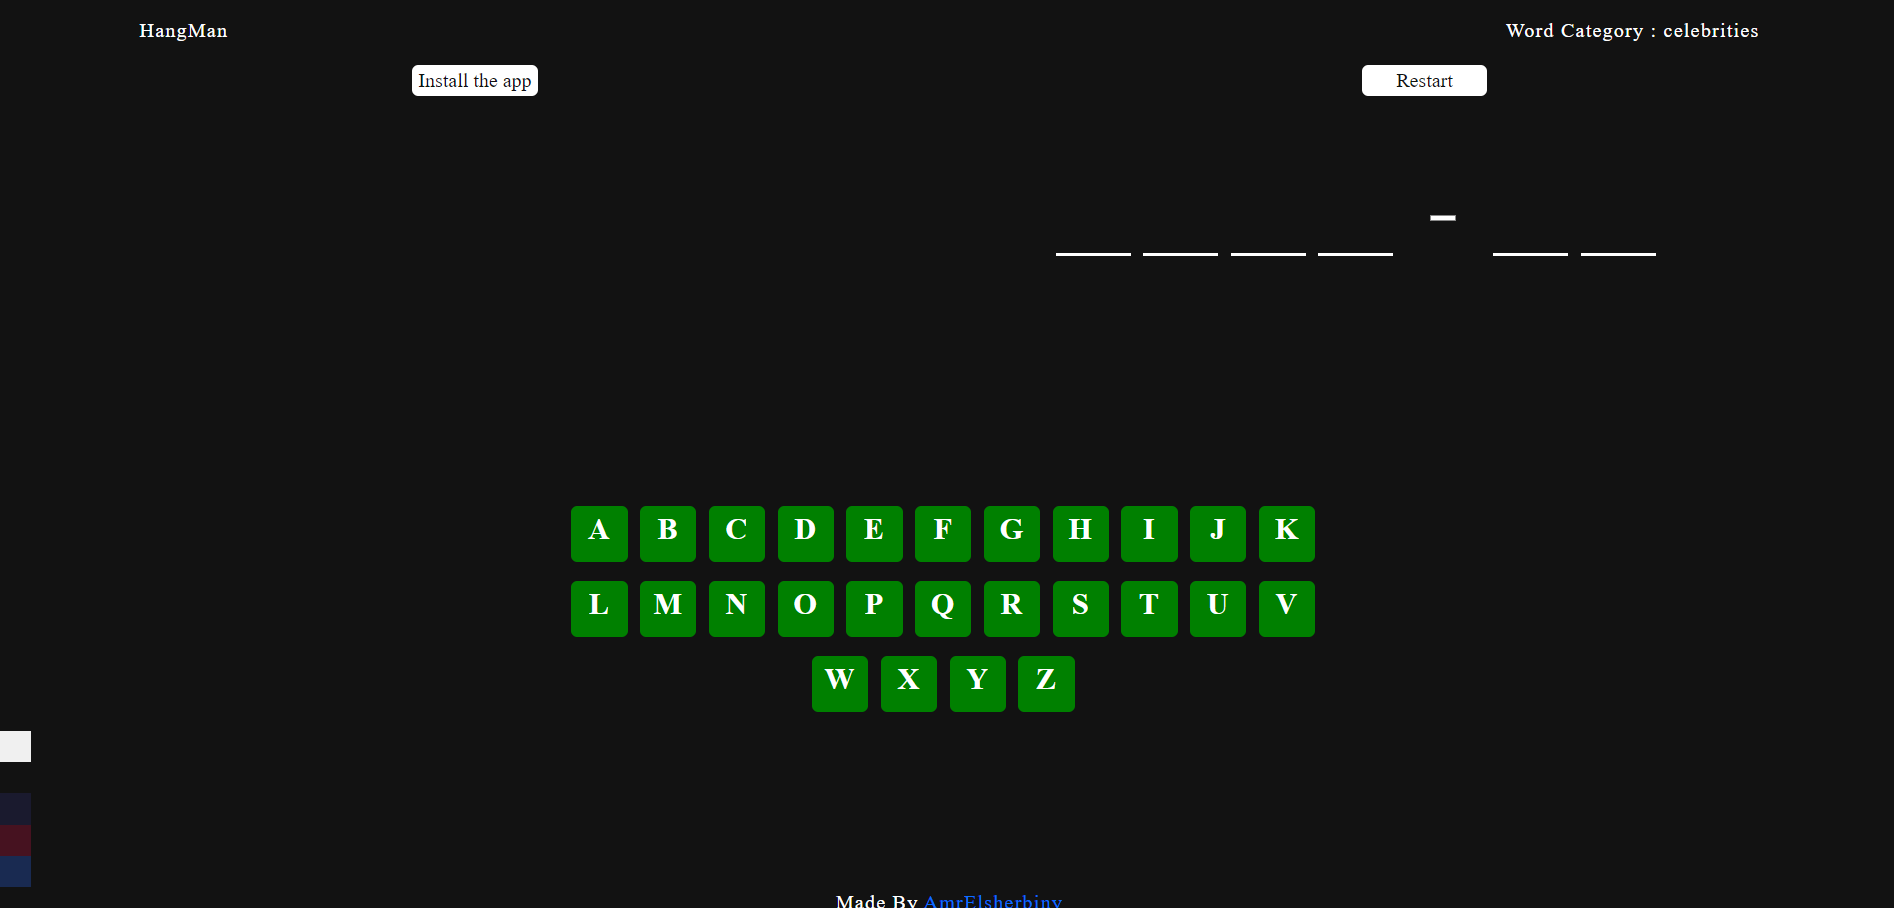 HangMan
Word Category : celebrities
Install the app
Restart
A B C D E F G H I J K
L M N O P Q R S T U V
W X Y Z
Made By AmrElsherbiny